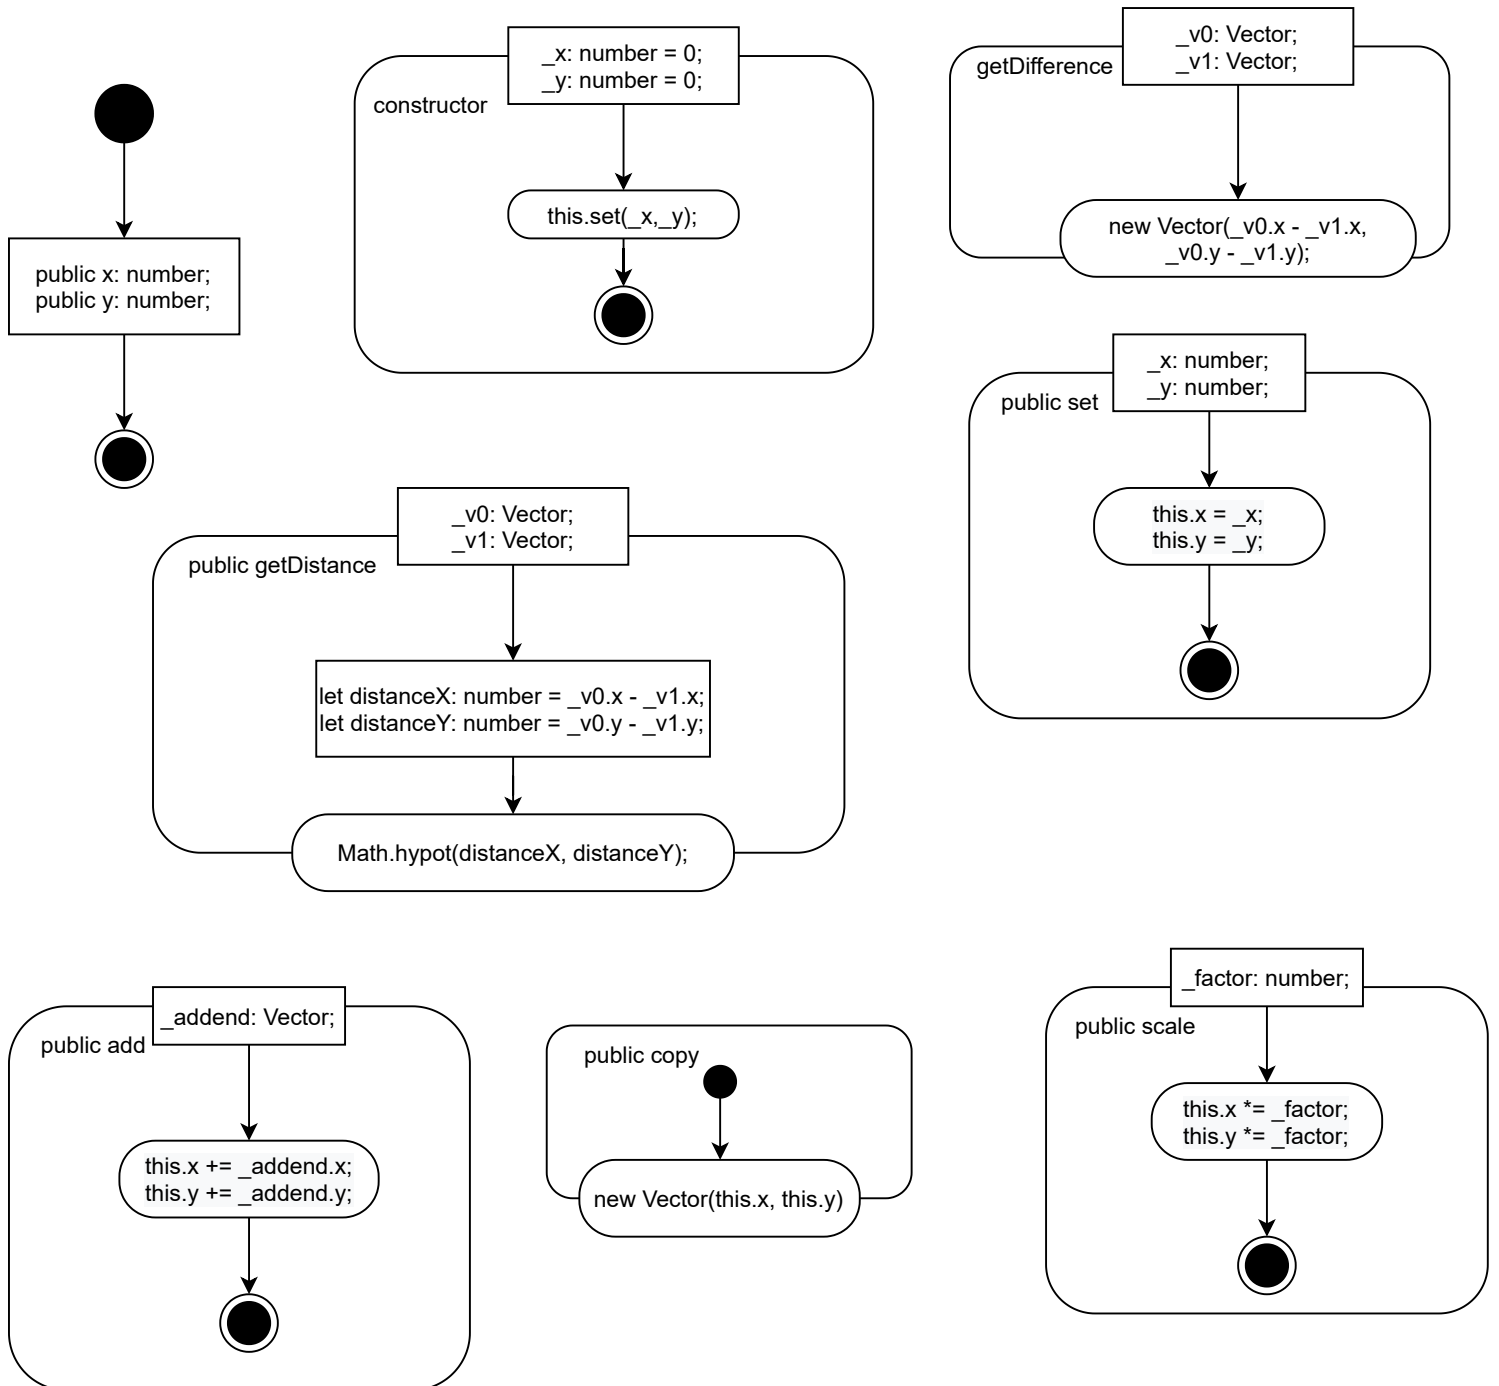 public x: number;
public y: number;
constructor
_x: number = 0;
_y: number = 0;
this.set(_x,_y);
getDifference
_v0: Vector;
_v1: Vector;
new Vector(_v0.x - _v1.x,
_v0.y - _v1.y);
public set
_x: number;
_y: number;
this.x = _x;
this.y = _y;
public getDistance
_v0: Vector;
_v1: Vector;
let distanceX: number = _v0.x - _v1.x;
let distanceY: number = _v0.y - _v1.y;
Math.hypot(distanceX, distanceY);
public add
_addend: Vector;
this.x += _addend.x;
this.y += _addend.y;
public copy
new Vector(this.x, this.y)
public scale
_factor: number;
this.x *= _factor;
this.y *= _factor;